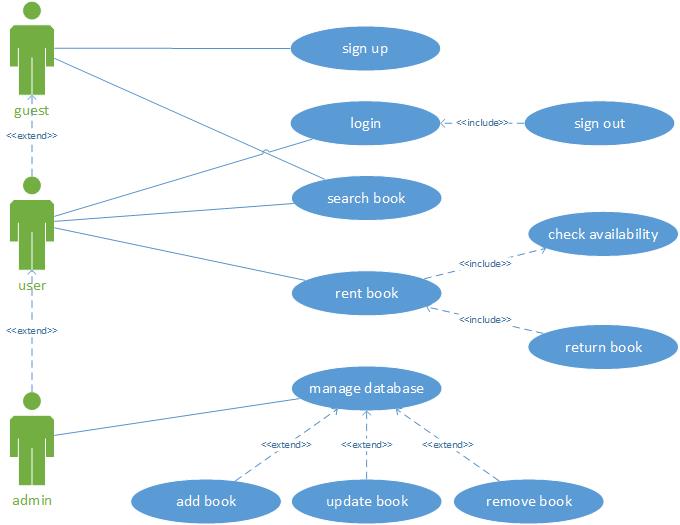 sign up
guest
<<extend>>
login
<<include>>
sign out
search book
user
check availability
<<include>>
rent book
<<include>>
<<extend>>
return book
manage database
<<extend>>
<<extend>>
<<extend>>
admin
add book
update book
remove book